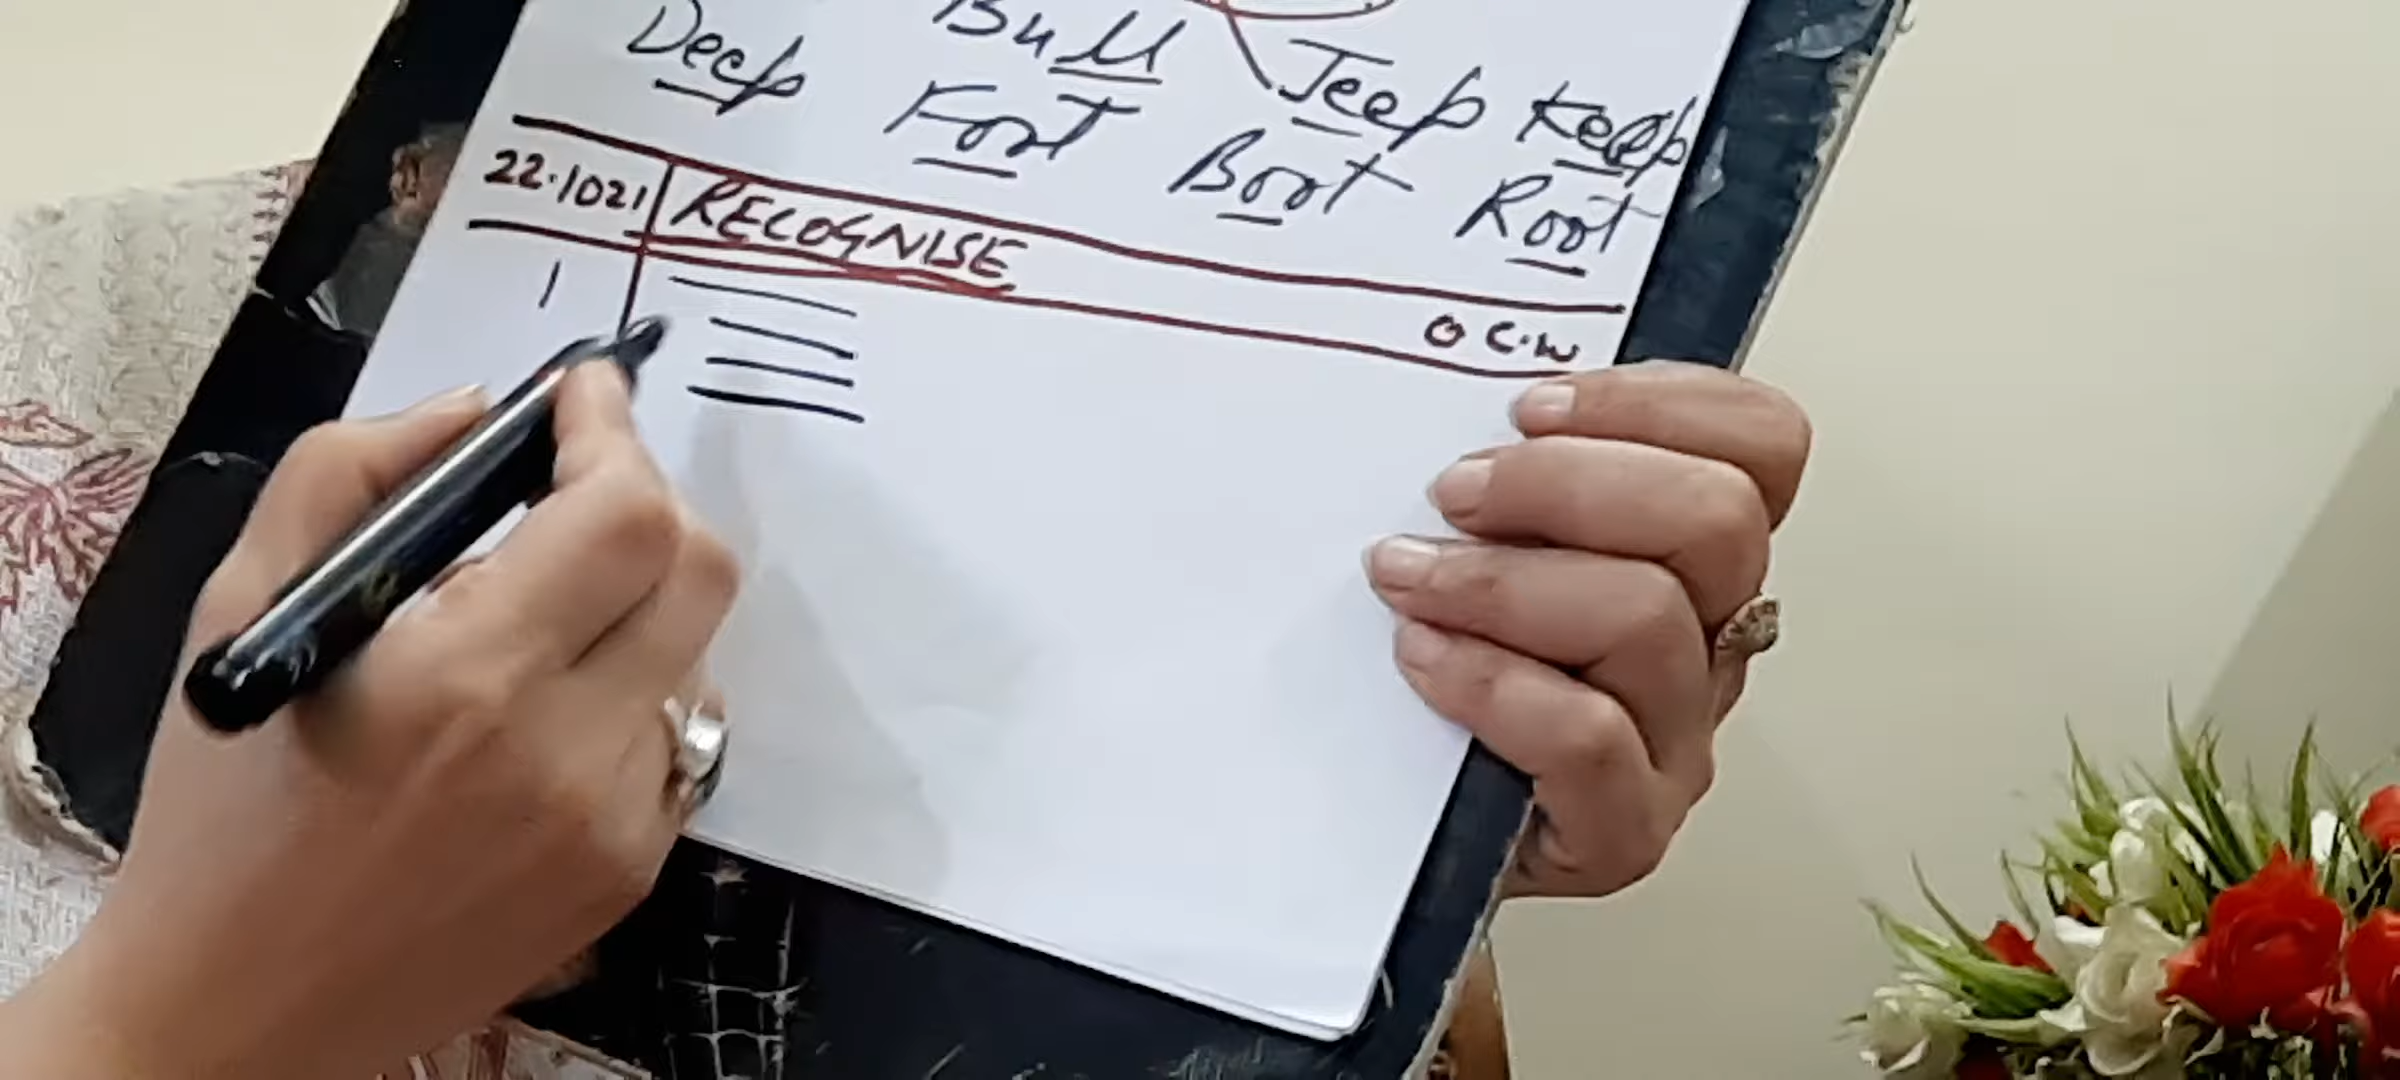 Bull
Deep Jeep Keep
Foot Boot Root
22.1021 RECOGNISE
O C.W
1